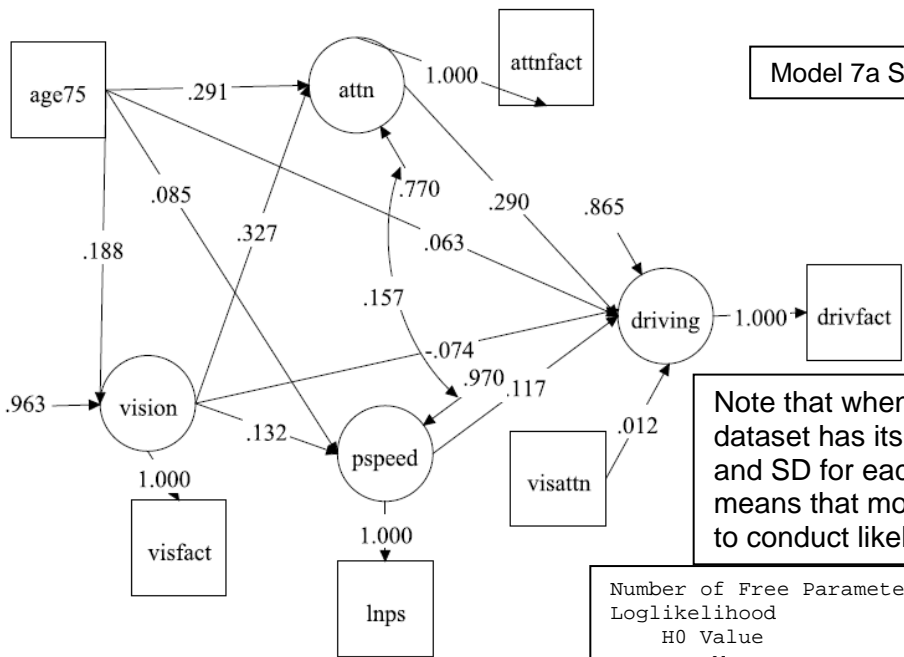 age75
.291
attn
1.000
attnfact
Model 7a S
.085
.770
.290
.865
.188
.327
.063
.157
driving
1.000
drivfact
-.074
.963
vision
.970
.117
.132
pspeed
.012
visattn
1.000
visfact
1.000
lnps
Note that when
dataset has its
and SD for eac
means that mo
to conduct likel
Number of Free Paramete
Loglikelihood
H0 Value